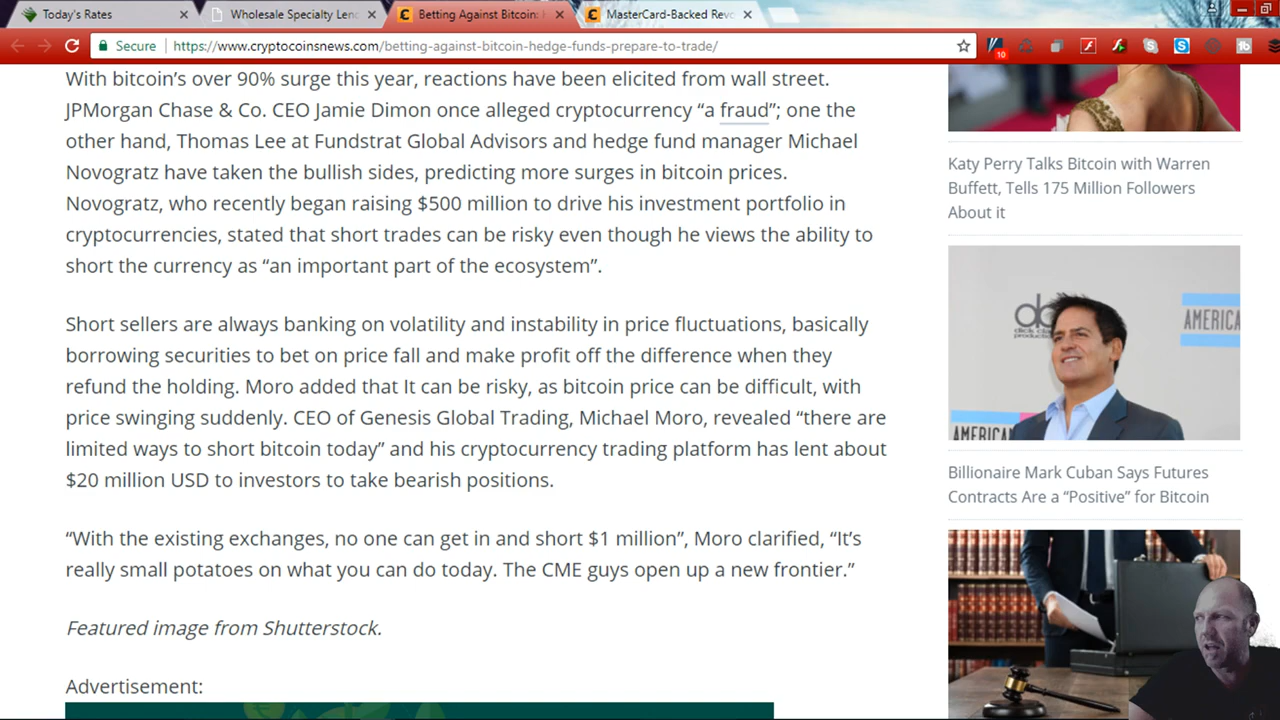 Today's Rates
Wholesale Specialty Len
Betting Against Bitcoin:
MasterCard-Backed Rev
Secure
https://www.cryptocoinsnews.com/betting-against-bitcoin-hedge-funds-prepare-to-trade/
10
With bitcoin’s over 90% surge this year, reactions have been elicited from wall street.
JPMorgan Chase & Co. CEO Jamie Dimon once alleged cryptocurrency “a fraud”; one the
other hand, Thomas Lee at Fundstrat Global Advisors and hedge fund manager Michael
Novogratz have taken the bullish sides, predicting more surges in bitcoin prices.
Novogratz, who recently began raising $500 million to drive his investment portfolio in
cryptocurrencies, stated that short trades can be risky even though he views the ability to
short the currency as “an important part of the ecosystem”.
Short sellers are always banking on volatility and instability in price fluctuations, basically
borrowing securities to bet on price fall and make profit off the difference when they
refund the holding. Moro added that It can be risky, as bitcoin price can be difficult, with
price swinging suddenly. CEO of Genesis Global Trading, Michael Moro, revealed “there are
limited ways to short bitcoin today” and his cryptocurrency trading platform has lent about
$20 million USD to investors to take bearish positions.
“With the existing exchanges, no one can get in and short $1 million”, Moro clarified, “It’s
really small potatoes on what you can do today. The CME guys open up a new frontier.”
Featured image from Shutterstock.
Advertisement:
Katy Perry Talks Bitcoin with Warren
Buffett, Tells 175 Million Followers
About it
dc
dick clark
production
AMERICA
AMERICAN
Billionaire Mark Cuban Says Futures
Contracts Are a “Positive” for Bitcoin